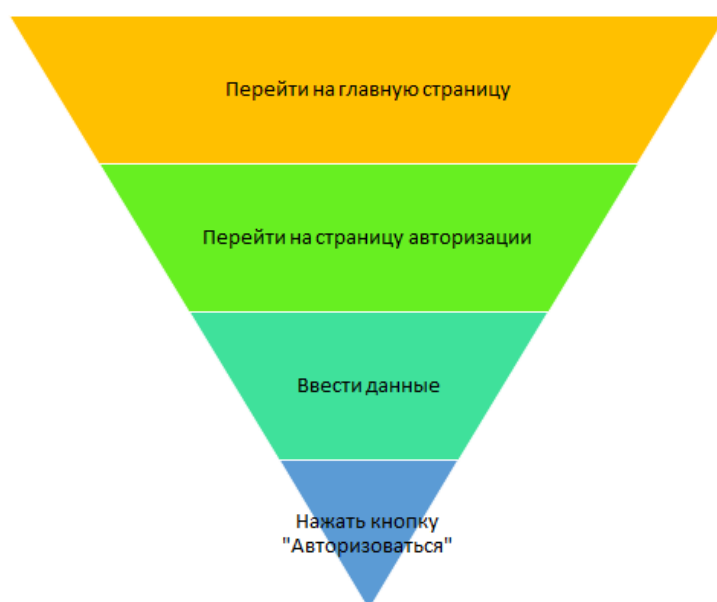 Перейти на главную страницу
Перейти на страницу авторизации
Ввести данные
Нажать кнопку
"Авторизоваться"